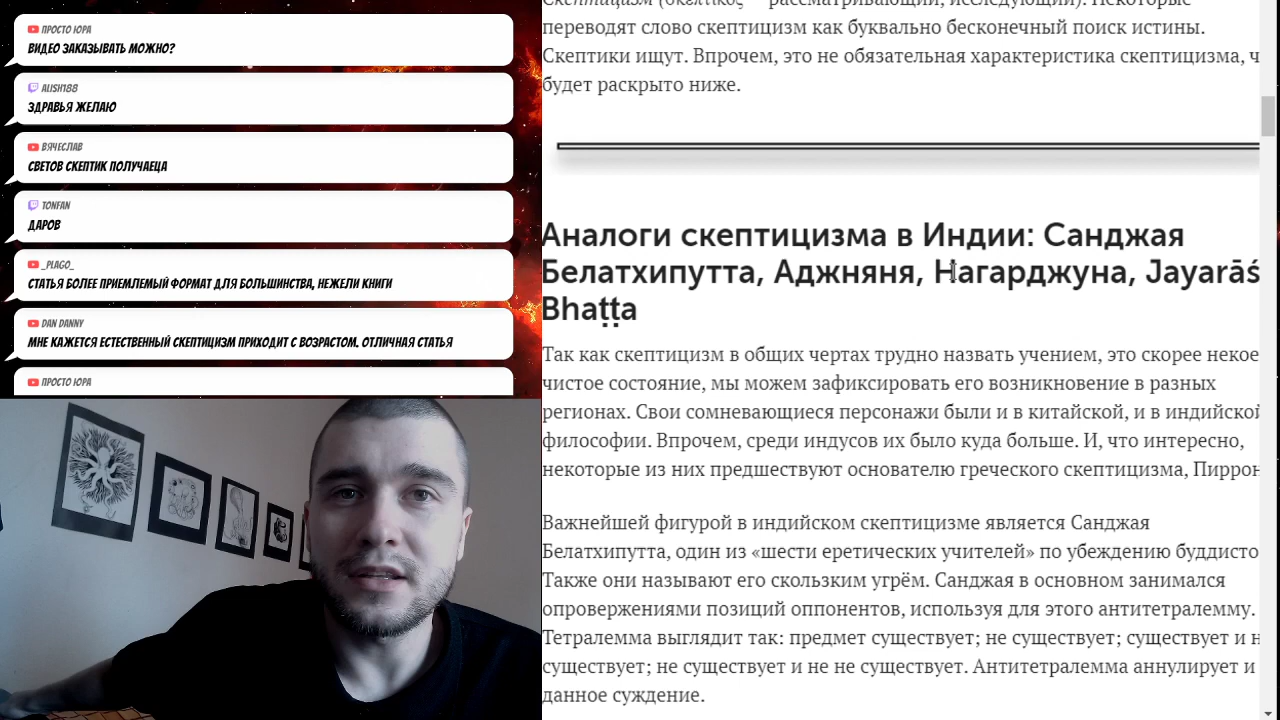 ПРОСТО ЮРА
ВИДЕО ЗАКАЗЫВАТЬ МОЖНО?
ALISH188
ЗДРАВЬЯ ЖЕЛАЮ
ВЯЧЕСЛАВ
СВЕТОВ СКЕПТИК ПОЛУЧАЕЦА
TONFAN
ДАРОВ
_PLAGO_
СТАТЬЯ БОЛЕЕ ПРИЕМЛЕМЫЙ ФОРМАТ ДЛЯ БОЛЬШИНСТВА, НЕЖЕЛИ КНИГИ
DAN DANNY
МНЕ КАЖЕТСЯ ЕСТЕСТВЕННЫЙ СКЕПТИЦИЗМ ПРИХОДИТ С ВОЗРАСТОМ. ОТЛИЧНАЯ СТАТЬЯ
ПРОСТО ЮРА
переводят слово скептицизм как буквально бесконечный поиск истины.
Скептики ищут. Впрочем, это не обязательная характеристика скептицизма, ч
будет раскрыто ниже.
Аналоги скептицизма в Индии: Санджая
Белатхипутта, Аджняня, Нагарджуна, Jayarāś
Bhaṭṭa
Так как скептицизм в общих чертах трудно назвать учением, это скорее некое
чистое состояние, мы можем зафиксировать его возникновение в разных
регионах. Свои сомневающиеся персонажи были и в китайской, и в индийской
философии. Впрочем, среди индусов их было куда больше. И, что интересно,
некоторые из них предшествуют основателю греческого скептицизма, Пиррон
Важнейшей фигурой в индийском скептицизме является Санджая
Белатхипутта, один из «шести еретических учителей» по убеждению буддисто
Также они называют его скользким угрём. Санджая в основном занимался
опровержениями позиций оппонентов, используя для этого антитетралемму.
Тетралемма выглядит так: предмет существует; не существует; существует и н
существует; не существует и не не существует. Антитетралемма аннулирует и
данное суждение.